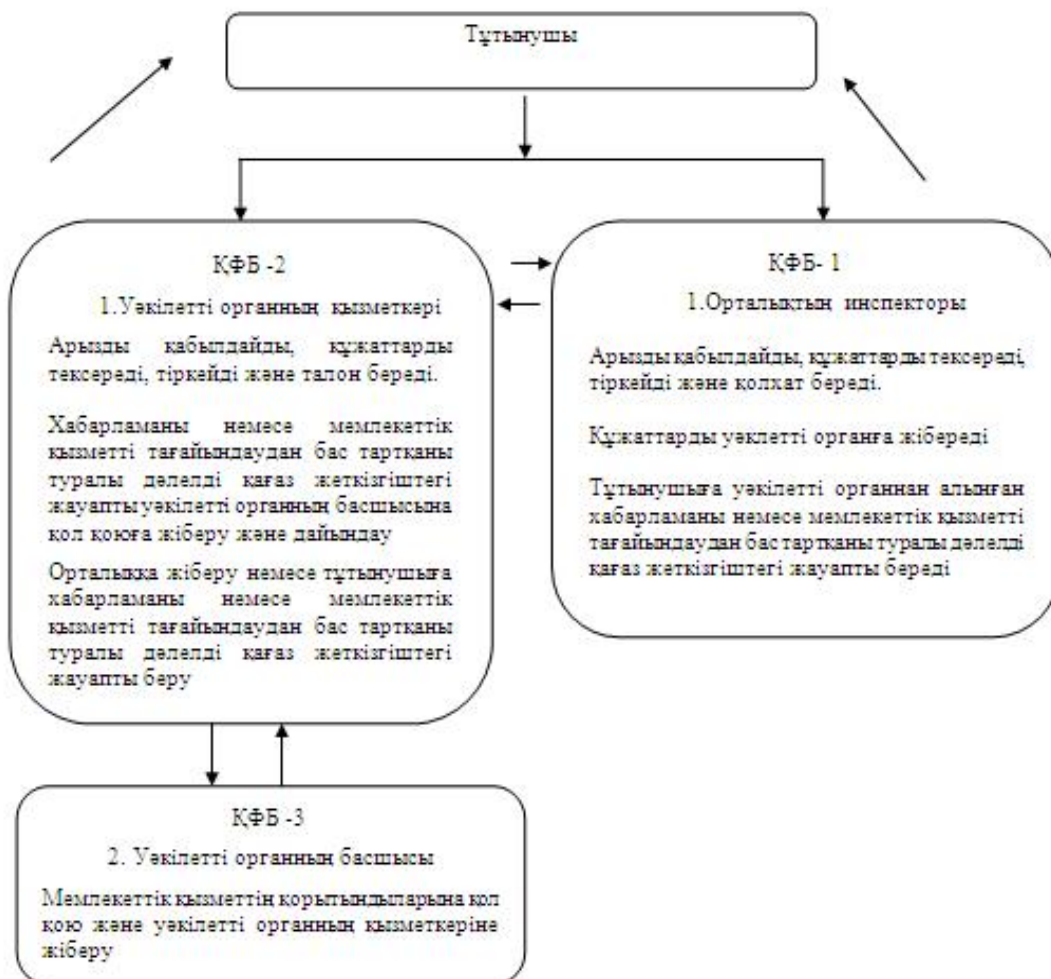 Тұтынушы
ҚФБ -2
1.Уәкілетті органның қызметкері
Арызды қабылдайды, құжаттарды
тексереді, тіркейді және талон береді.
Хабарламаны немесе мемлекеттік
қызметті тағайындаудан бас тартқаны
туралы дәлелді қағаз жеткізгіштегі
жауапты уәкілетті органның басшысына
қол қоюға жіберу және дайындау
Орталыққа жіберу немесе тұтынушыға
хабарламаны немесе мемлекеттік
қызметті тағайындаудан бас тартқаны
туралы дәлелді қағаз жеткізгіштегі
жауапты беру
ҚФБ- 1
1.Орталықтың инспекторы
Арызды қабылдайды, құжаттарды тексереді,
тіркейді және қолхат береді.
Құжаттарды уәклетті органға жібереді
Тұтынушыға уәкілетті органнан алынған
хабарламаны немесе мемлекеттік қызметті
тағайындаудан бас тартқаны туралы дәлелді
қағаз жеткізгіштегі жауапты береді
ҚФБ -3
2. Уәкілетті органның басшысы
Мемлекеттік қызметтің қорытындыларына қол
қою және уәкілетті органның қызметкеріне
жіберу